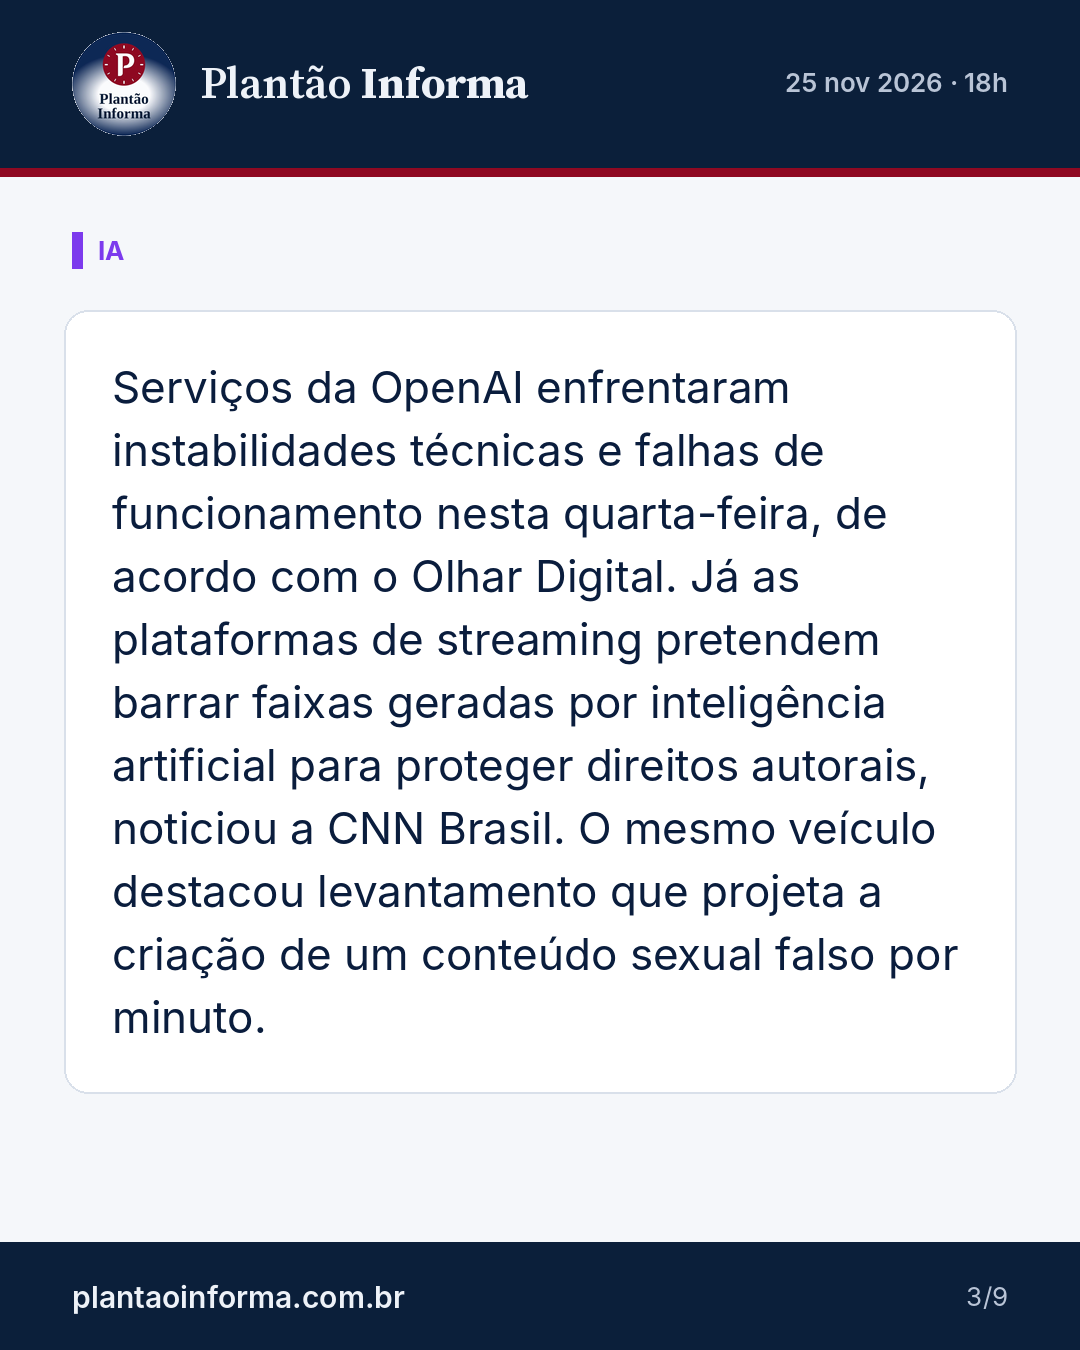 P
Plantão
Informa
Plantão Informa
25 nov 2026 · 18h
IA
Serviços da OpenAI enfrentaram
instabilidades técnicas e falhas de
funcionamento nesta quarta-feira, de
acordo com o Olhar Digital. Já as
plataformas de streaming pretendem
barrar faixas geradas por inteligência
artificial para proteger direitos autorais,
noticiou a CNN Brasil. O mesmo veículo
destacou levantamento que projeta a
criação de um conteúdo sexual falso por
minuto.
plantaoinforma.com.br
3/9